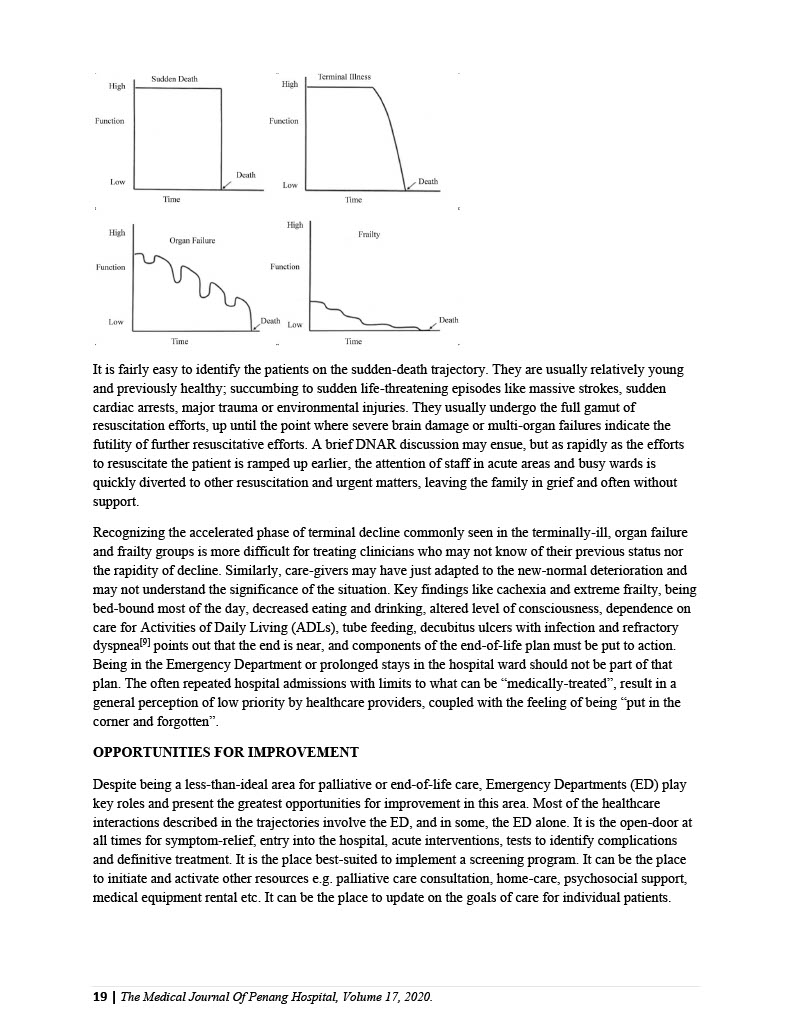 Sudden Death
High
Function
Low
Death
Time
Terminal Illness
High
Function
Low
Death
Time
High
Organ Failure
Function
Low
Death
Time
High
Frailty
Function
Low
Death
Time
It is fairly easy to identify the patients on the sudden-death trajectory. They are usually relatively young
and previously healthy; succumbing to sudden life-threatening episodes like massive strokes, sudden
cardiac arrests, major trauma or environmental injuries. They usually undergo the full gamut of
resuscitation efforts, up until the point where severe brain damage or multi-organ failures indicate the
futility of further resuscitative efforts. A brief DNAR discussion may ensue, but as rapidly as the efforts
to resuscitate the patient is ramped up earlier, the attention of staff in acute areas and busy wards is
quickly diverted to other resuscitation and urgent matters, leaving the family in grief and often without
support.
Recognizing the accelerated phase of terminal decline commonly seen in the terminally-ill, organ failure
and frailty groups is more difficult for treating clinicians who may not know of their previous status nor
the rapidity of decline. Similarly, care-givers may have just adapted to the new-normal deterioration and
may not understand the significance of the situation. Key findings like cachexia and extreme frailty, being
bed-bound most of the day, decreased eating and drinking, altered level of consciousness, dependence on
care for Activities of Daily Living (ADLs), tube feeding, decubitus ulcers with infection and refractory
dyspnea[9] points out that the end is near, and components of the end-of-life plan must be put to action.
Being in the Emergency Department or prolonged stays in the hospital ward should not be part of that
plan. The often repeated hospital admissions with limits to what can be “medically-treated”, result in a
general perception of low priority by healthcare providers, coupled with the feeling of being “put in the
corner and forgotten”.
OPPORTUNITIES FOR IMPROVEMENT
Despite being a less-than-ideal area for palliative or end-of-life care, Emergency Departments (ED) play
key roles and present the greatest opportunities for improvement in this area. Most of the healthcare
interactions described in the trajectories involve the ED, and in some, the ED alone. It is the open-door at
all times for symptom-relief, entry into the hospital, acute interventions, tests to identify complications
and definitive treatment. It is the place best-suited to implement a screening program. It can be the place
to initiate and activate other resources e.g. palliative care consultation, home-care, psychosocial support,
medical equipment rental etc. It can be the place to update on the goals of care for individual patients.
19 | The Medical Journal Of Penang Hospital, Volume 17, 2020.